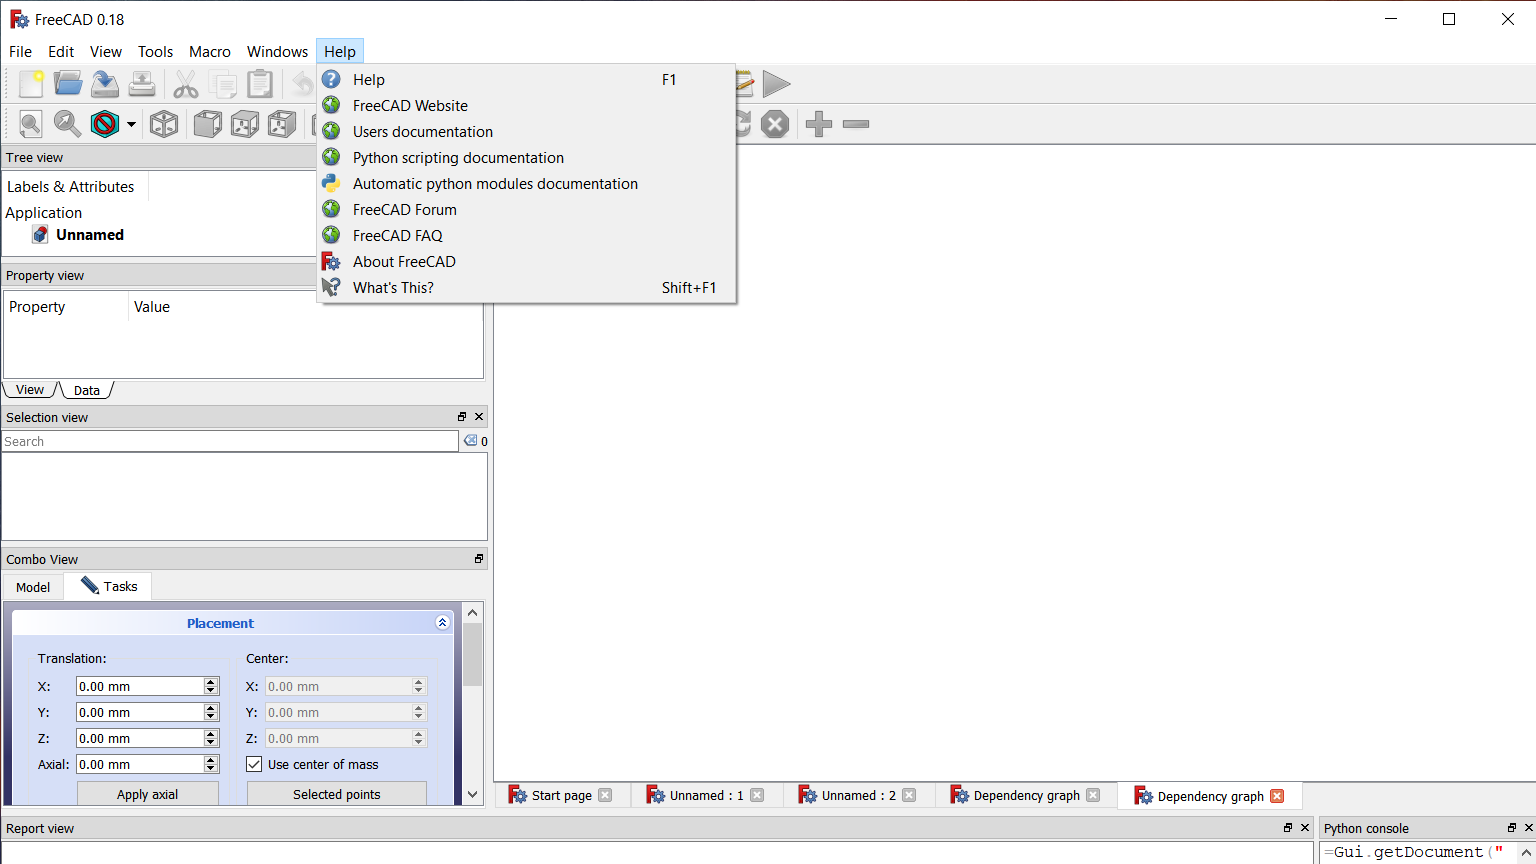 FreeCAD 0.18
File Edit View Tools Macro Windows Help
Help F1
FreeCAD Website
Users documentation
Python scripting documentation
Automatic python modules documentation
FreeCAD Forum
FreeCAD FAQ
About FreeCAD
What's This? Shift+F1
Tree view
Labels & Attributes
Application
Unnamed
Property view
Property Value
View Data
Selection view
Search 0
Combo View
Model Tasks
Placement
Translation: Center:
X: 0.00 mm X: 0.00 mm
Y: 0.00 mm Y: 0.00 mm
Z: 0.00 mm Z: 0.00 mm
Axial: 0.00 mm Use center of mass
Apply axial Selected points
Start page Unnamed : 1 Unnamed : 2 Dependency graph Dependency graph
Report view Python console
=Gui.getDocument("